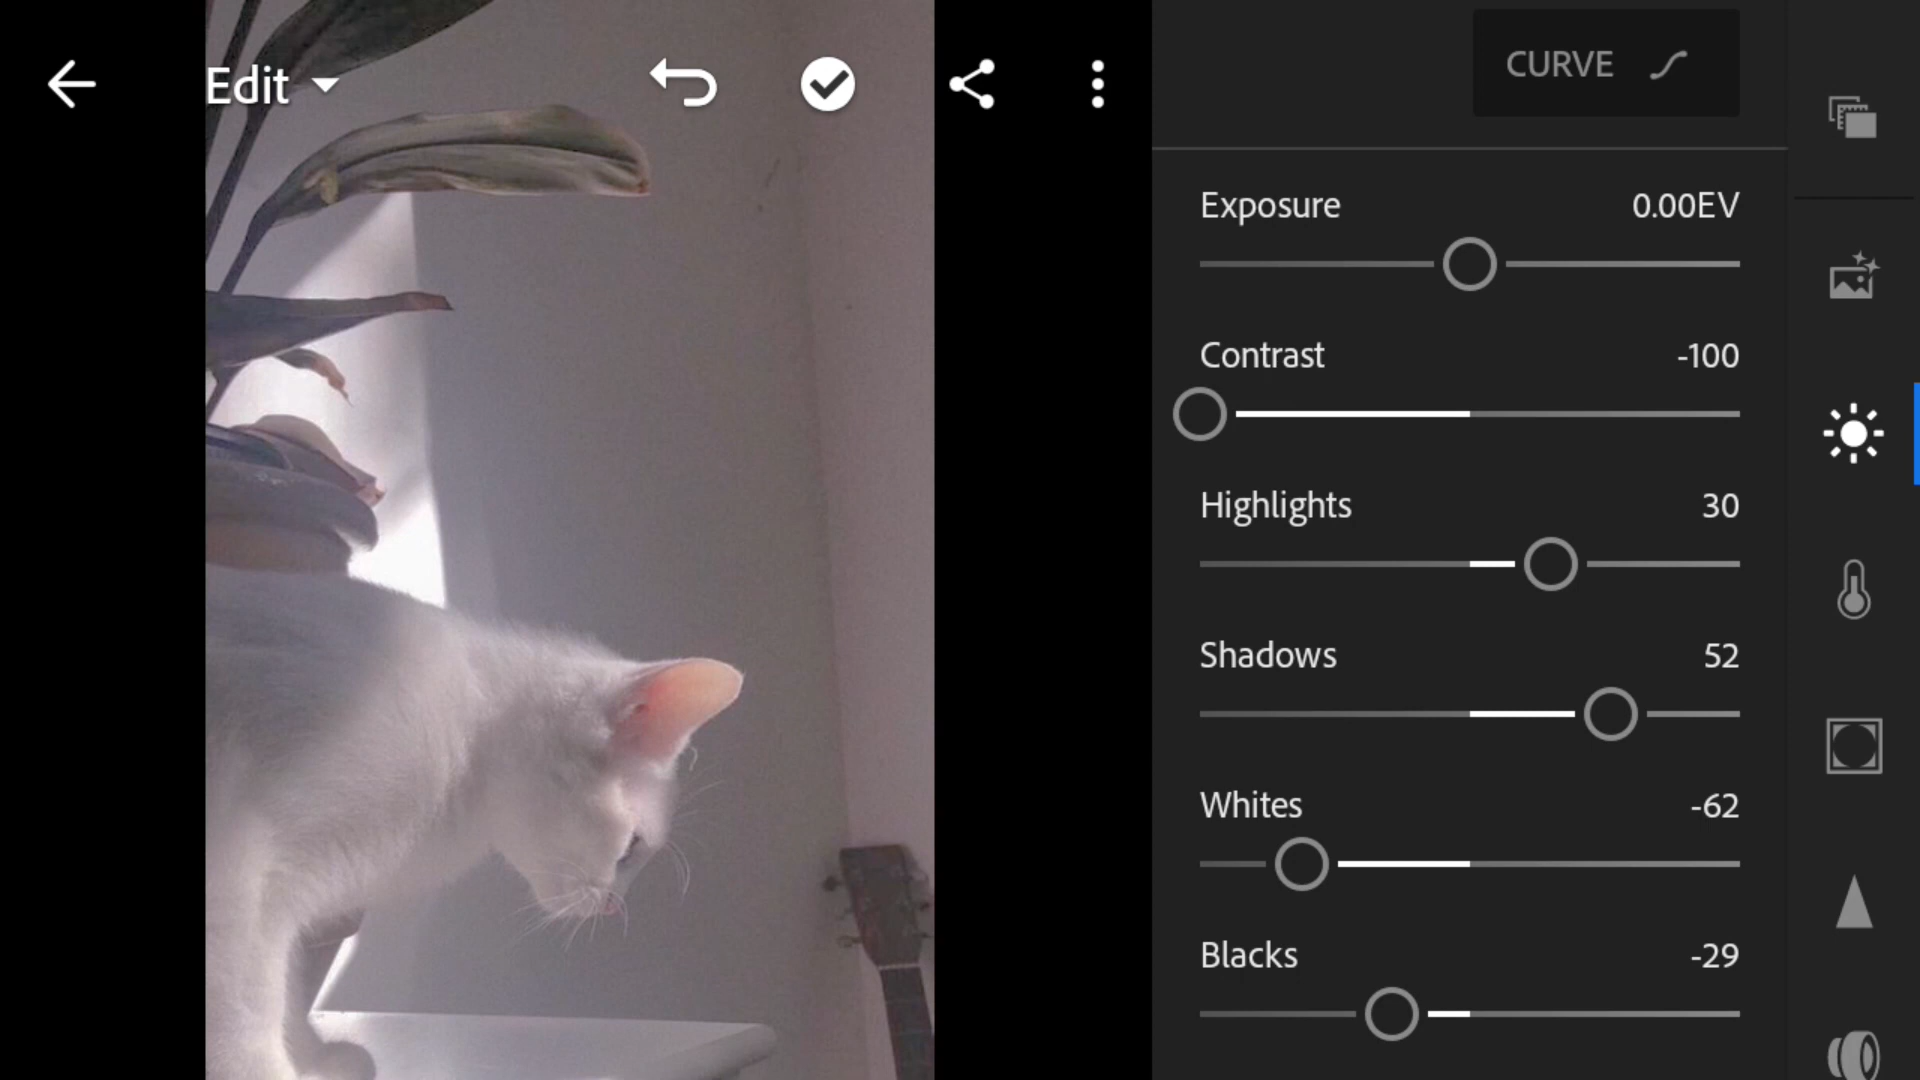 Edit
CURVE
Exposure 0.00EV
Contrast -100
Highlights 30
Shadows 52
Whites -62
Blacks -29